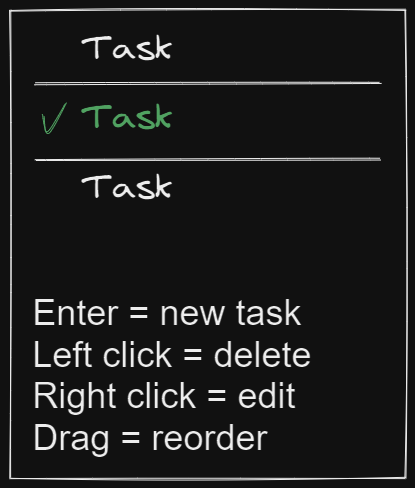 Task
✓ Task
Task
Enter = new task
Left click = delete
Right click = edit
Drag = reorder